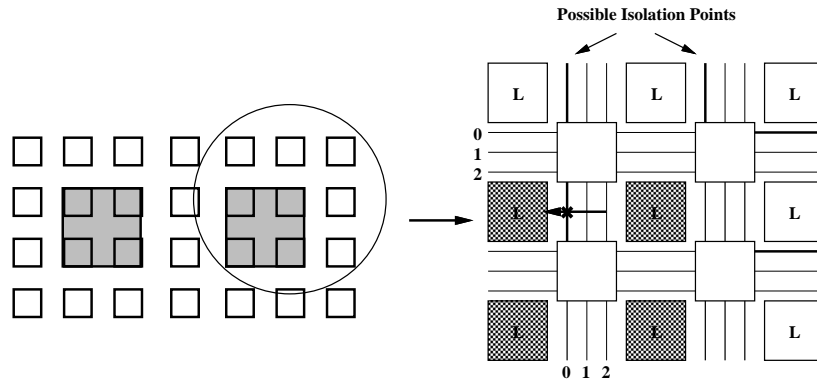 Possible Isolation Points
L L L
0
1
2
L L L
L L L
0 1 2